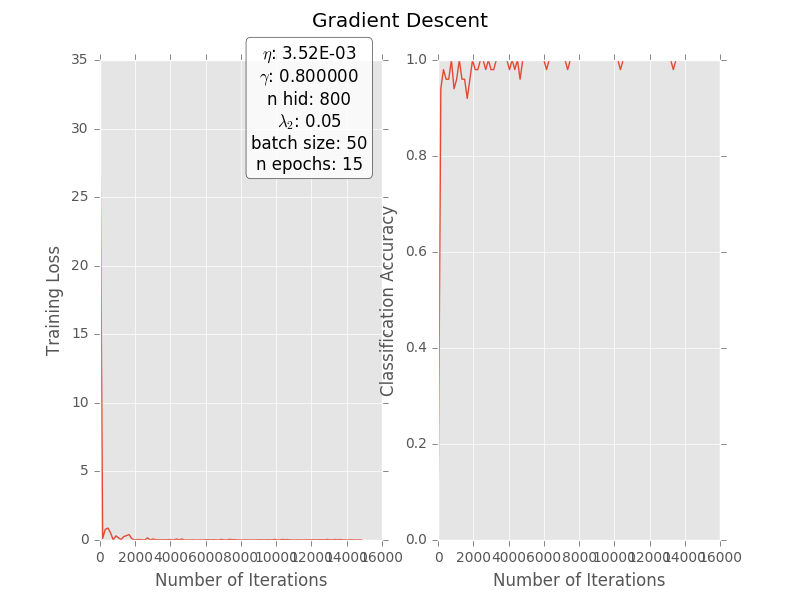 Gradient Descent
η: 3.52E-03
γ: 0.800000
n hid: 800
λ₂: 0.05
batch size: 50
n epochs: 15
35
30
25
20
15
10
5
0
Training Loss
0 2000 4000 6000 8000 10000 12000 14000 16000
Number of Iterations
1.0
0.8
0.6
0.4
0.2
0.0
Classification Accuracy
0 2000 4000 6000 8000 10000 12000 14000 16000
Number of Iterations